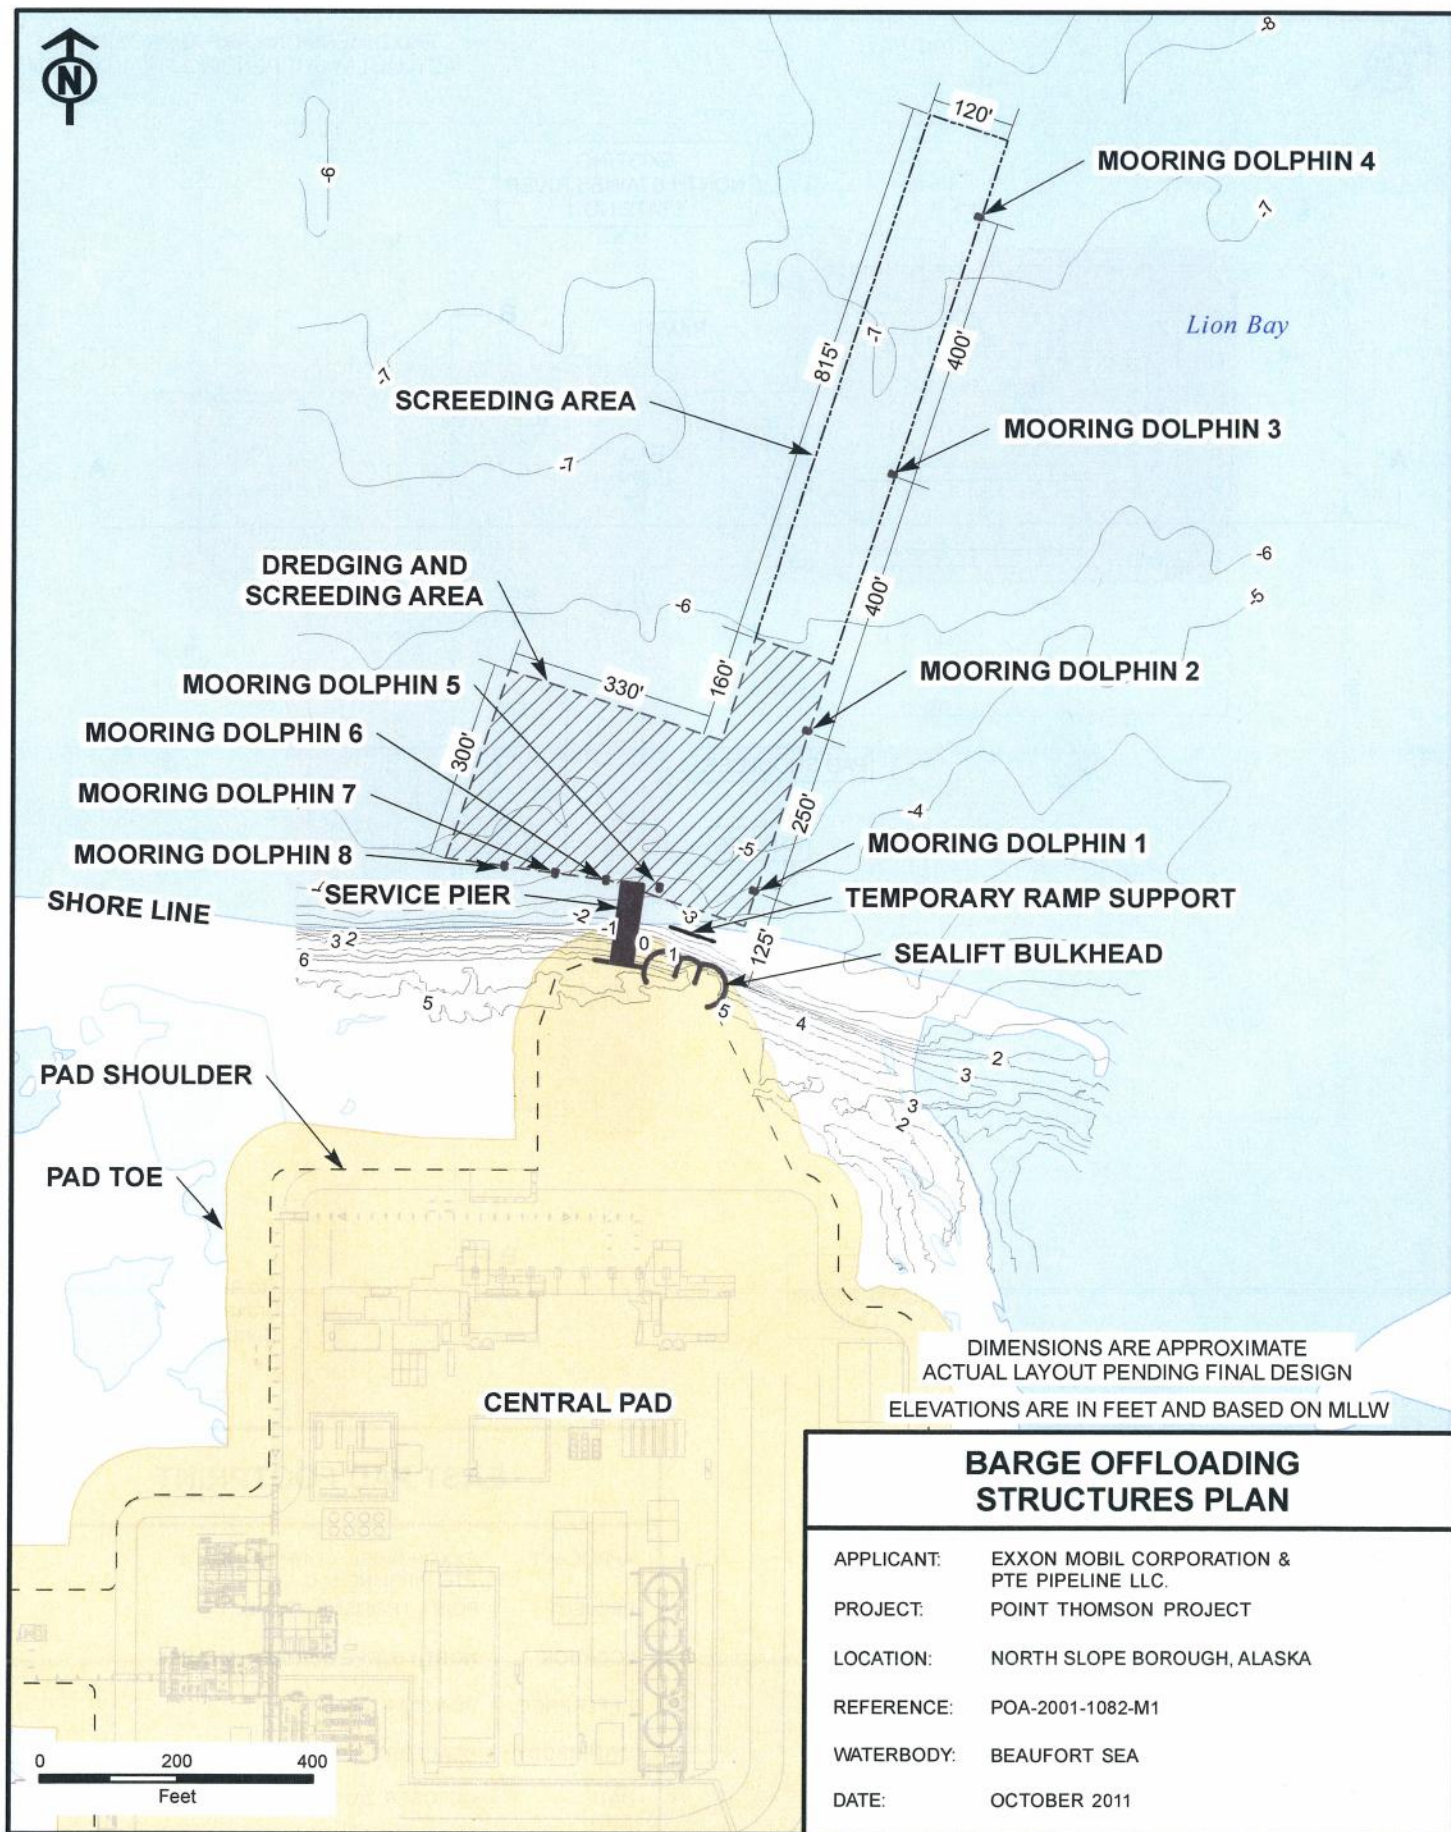 N
-8
120'
MOORING DOLPHIN 4
-6
-7
Lion Bay
-7
815'
400'
-7
SCREEDING AREA
MOORING DOLPHIN 3
-7
DREDGING AND
SCREEDING AREA
-6
400'
-6
-5
MOORING DOLPHIN 5
330'
160'
MOORING DOLPHIN 2
MOORING DOLPHIN 6
300'
MOORING DOLPHIN 7
250'
-4
MOORING DOLPHIN 8
-5
MOORING DOLPHIN 1
SHORE LINE
SERVICE PIER
-2
-3
TEMPORARY RAMP SUPPORT
-1
3 2
0
1
125'
SEALIFT BULKHEAD
6
5
5
4
2
PAD SHOULDER
3
3
2
PAD TOE
DIMENSIONS ARE APPROXIMATE
ACTUAL LAYOUT PENDING FINAL DESIGN
CENTRAL PAD
ELEVATIONS ARE IN FEET AND BASED ON MLLW
BARGE OFFLOADING
STRUCTURES PLAN
APPLICANT: EXXON MOBIL CORPORATION &
PTE PIPELINE LLC.
PROJECT: POINT THOMSON PROJECT
LOCATION: NORTH SLOPE BOROUGH, ALASKA
REFERENCE: POA-2001-1082-M1
WATERBODY: BEAUFORT SEA
DATE: OCTOBER 2011
0 200 400
Feet